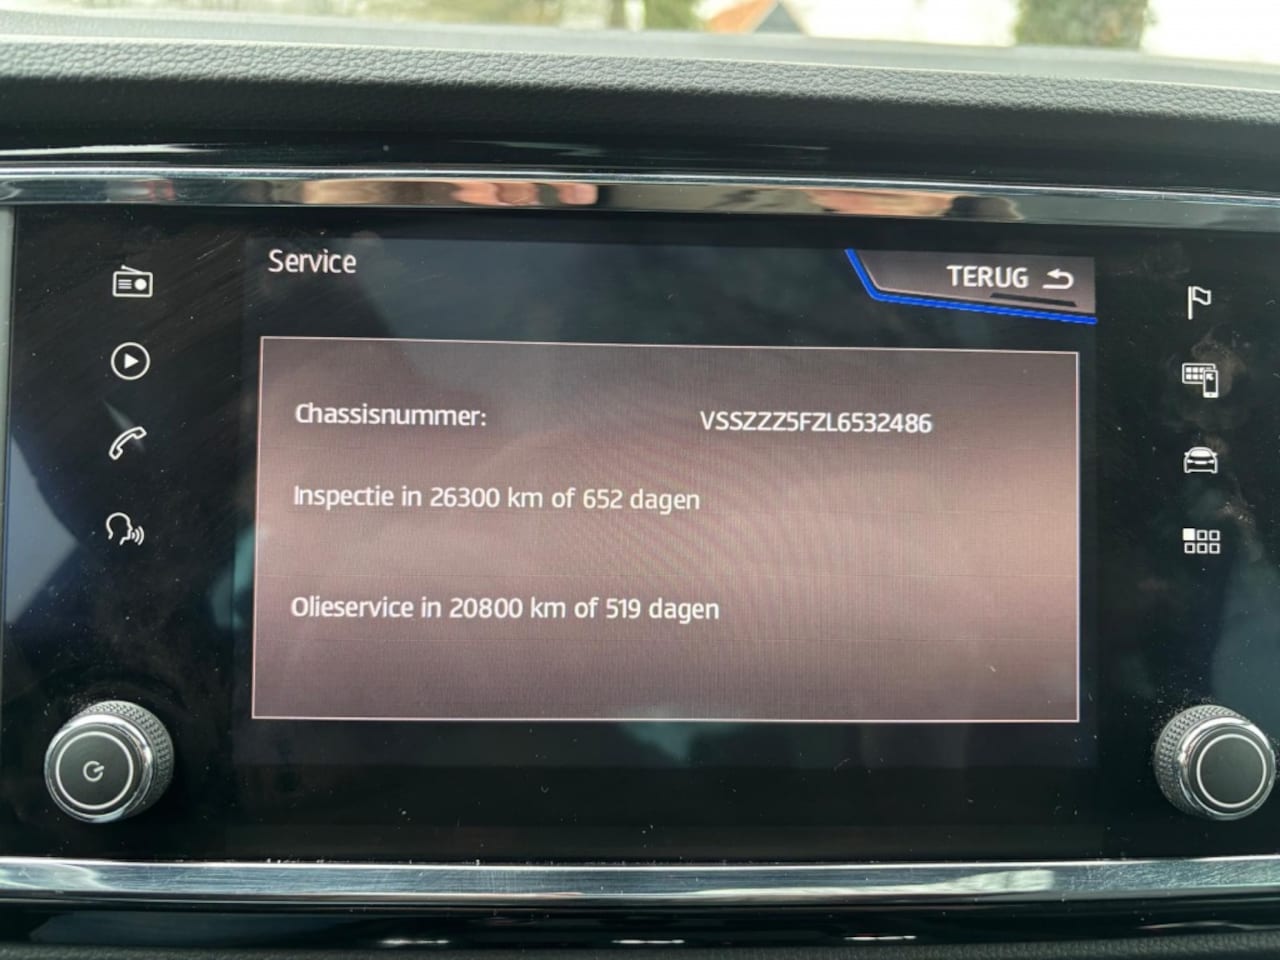 Service
TERUG
Chassisnummer: VSSZZZ5FZL6532486
Inspectie in 26300 km of 652 dagen
Olieservice in 20800 km of 519 dagen